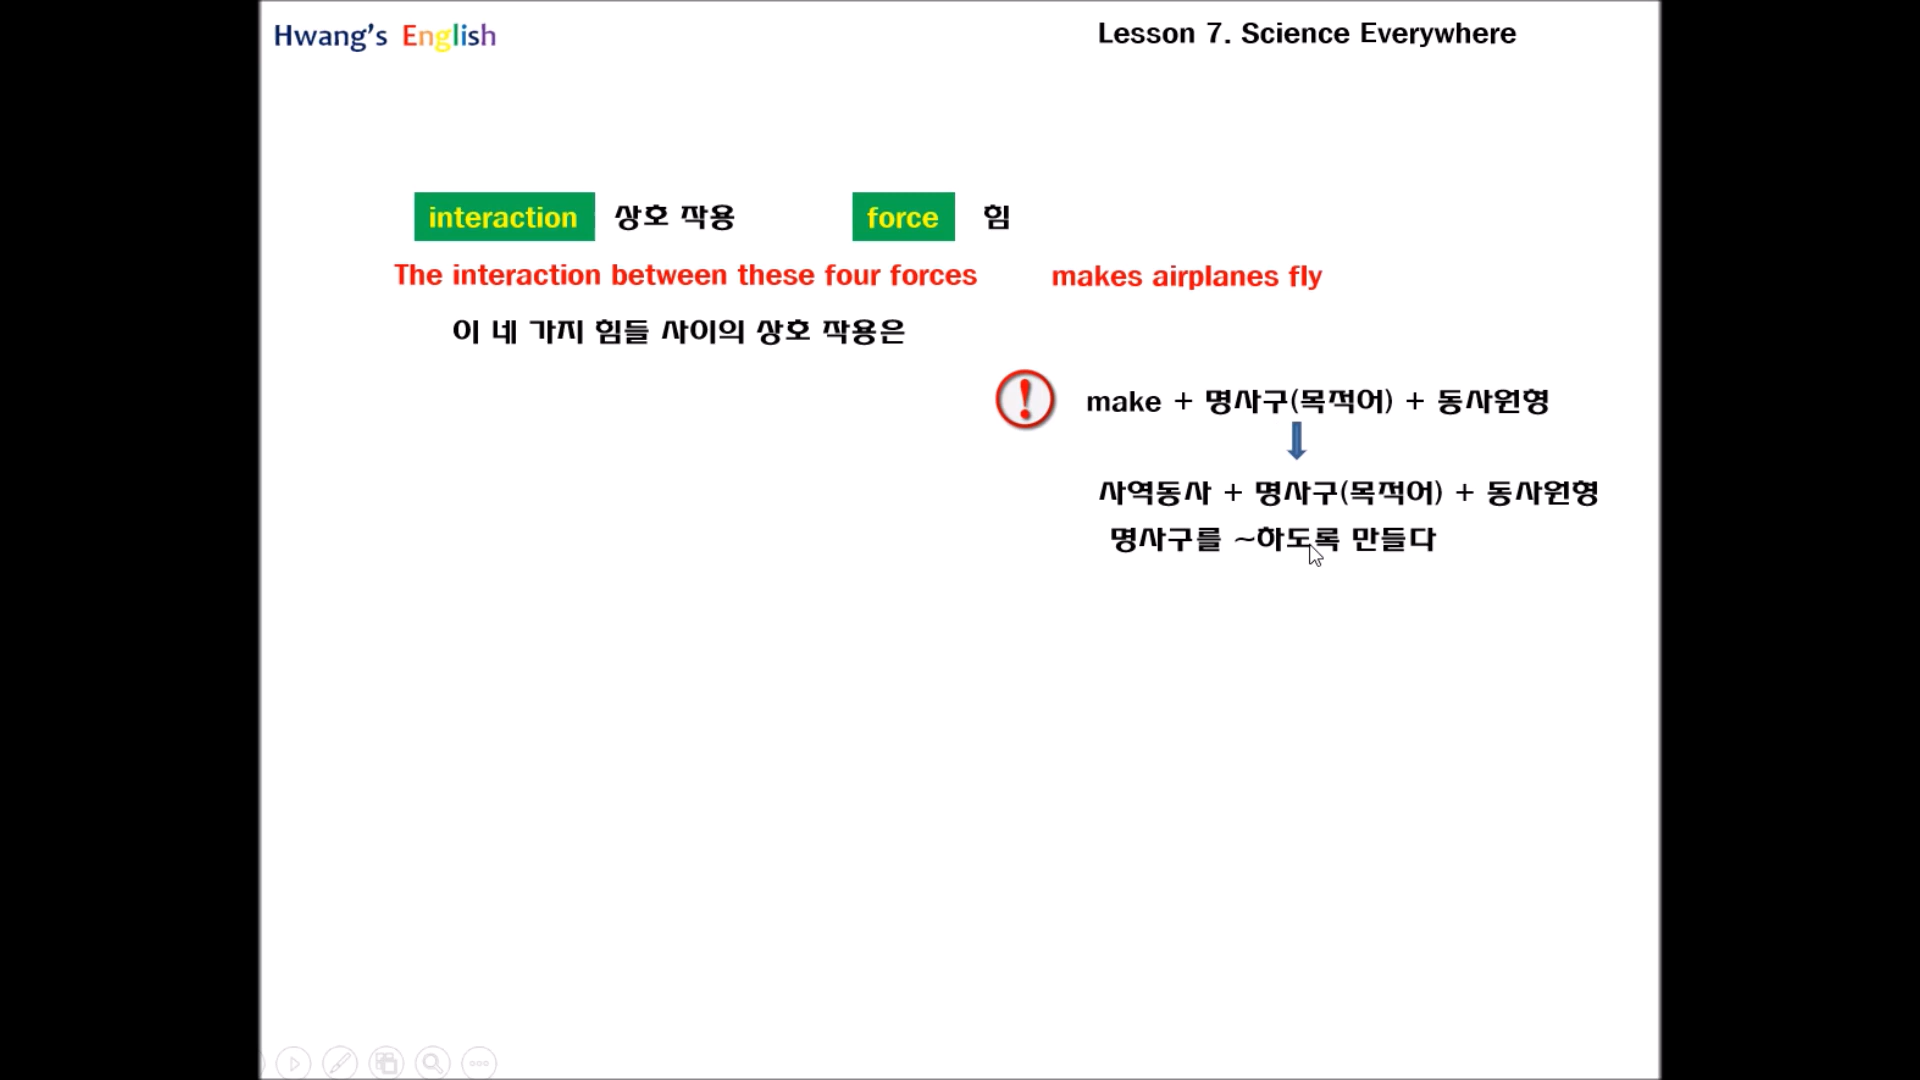 Hwang's English
Lesson 7. Science Everywhere
interaction 상호 작용 force 힘
The interaction between these four forces makes airplanes fly
이 네 가지 힘들 사이의 상호 작용은
! make + 명사구(목적어) + 동사원형
사역동사 + 명사구(목적어) + 동사원형
명사구를 ~하도록 만들다